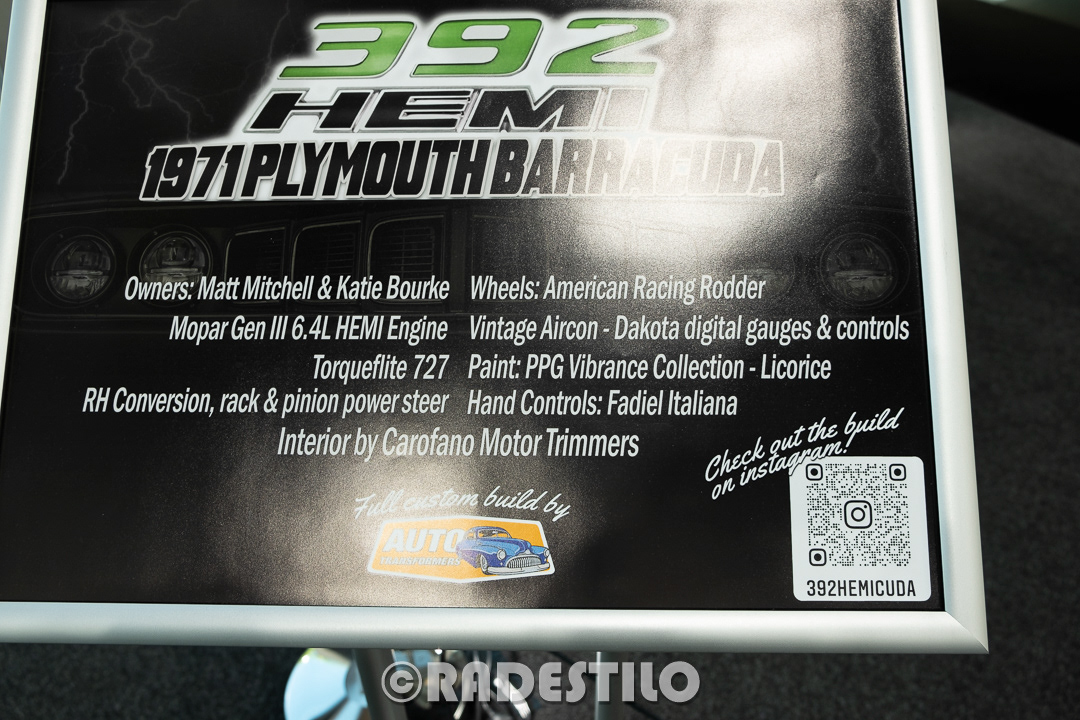 392
HEMI
1971 PLYMOUTH BARRACUDA
Owners: Matt Mitchell & Katie Bourke
Mopar Gen III 6.4L HEMI Engine
Torqueflite 727
RH Conversion, rack & pinion power steer
Wheels: American Racing Rodder
Vintage Aircon - Dakota digital gauges & controls
Paint: PPG Vibrance Collection - Licorice
Hand Controls: Fadiel Italiana
Interior by Carofano Motor Trimmers
Check out the build
on instagram!
Full custom build by
AUTO
TRANSFORMERS
392HEMICUDA
©RADESTILO